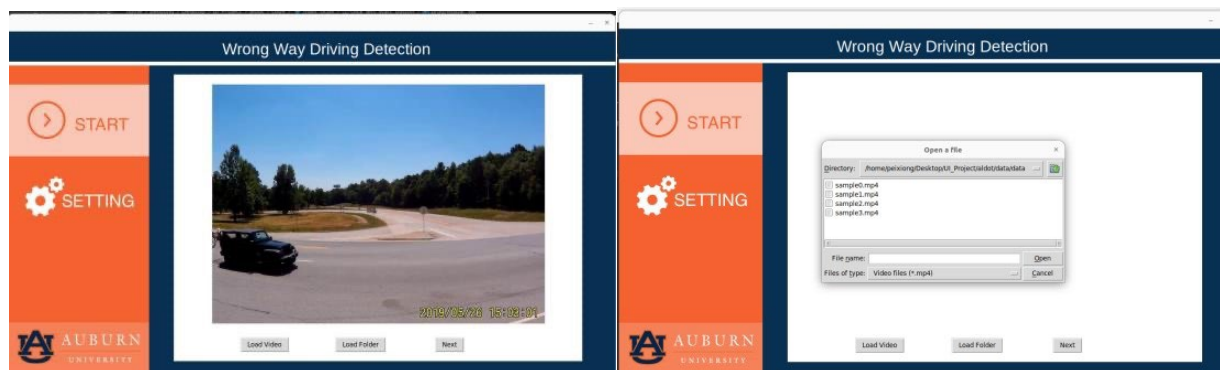 Wrong Way Driving Detection
START
SETTING
2019/05/26 15:03:01
AUBURN
UNIVERSITY
Load Video
Load Folder
Next
Wrong Way Driving Detection
START
SETTING
Open a file
Directory: /home/peixiong/Desktop/UI_Project/aldot/data/data
sample0.mp4
sample1.mp4
sample2.mp4
sample3.mp4
File name:
Open
Files of type: Video files (*.mp4)
Cancel
AUBURN
UNIVERSITY
Load Video
Load Folder
Next